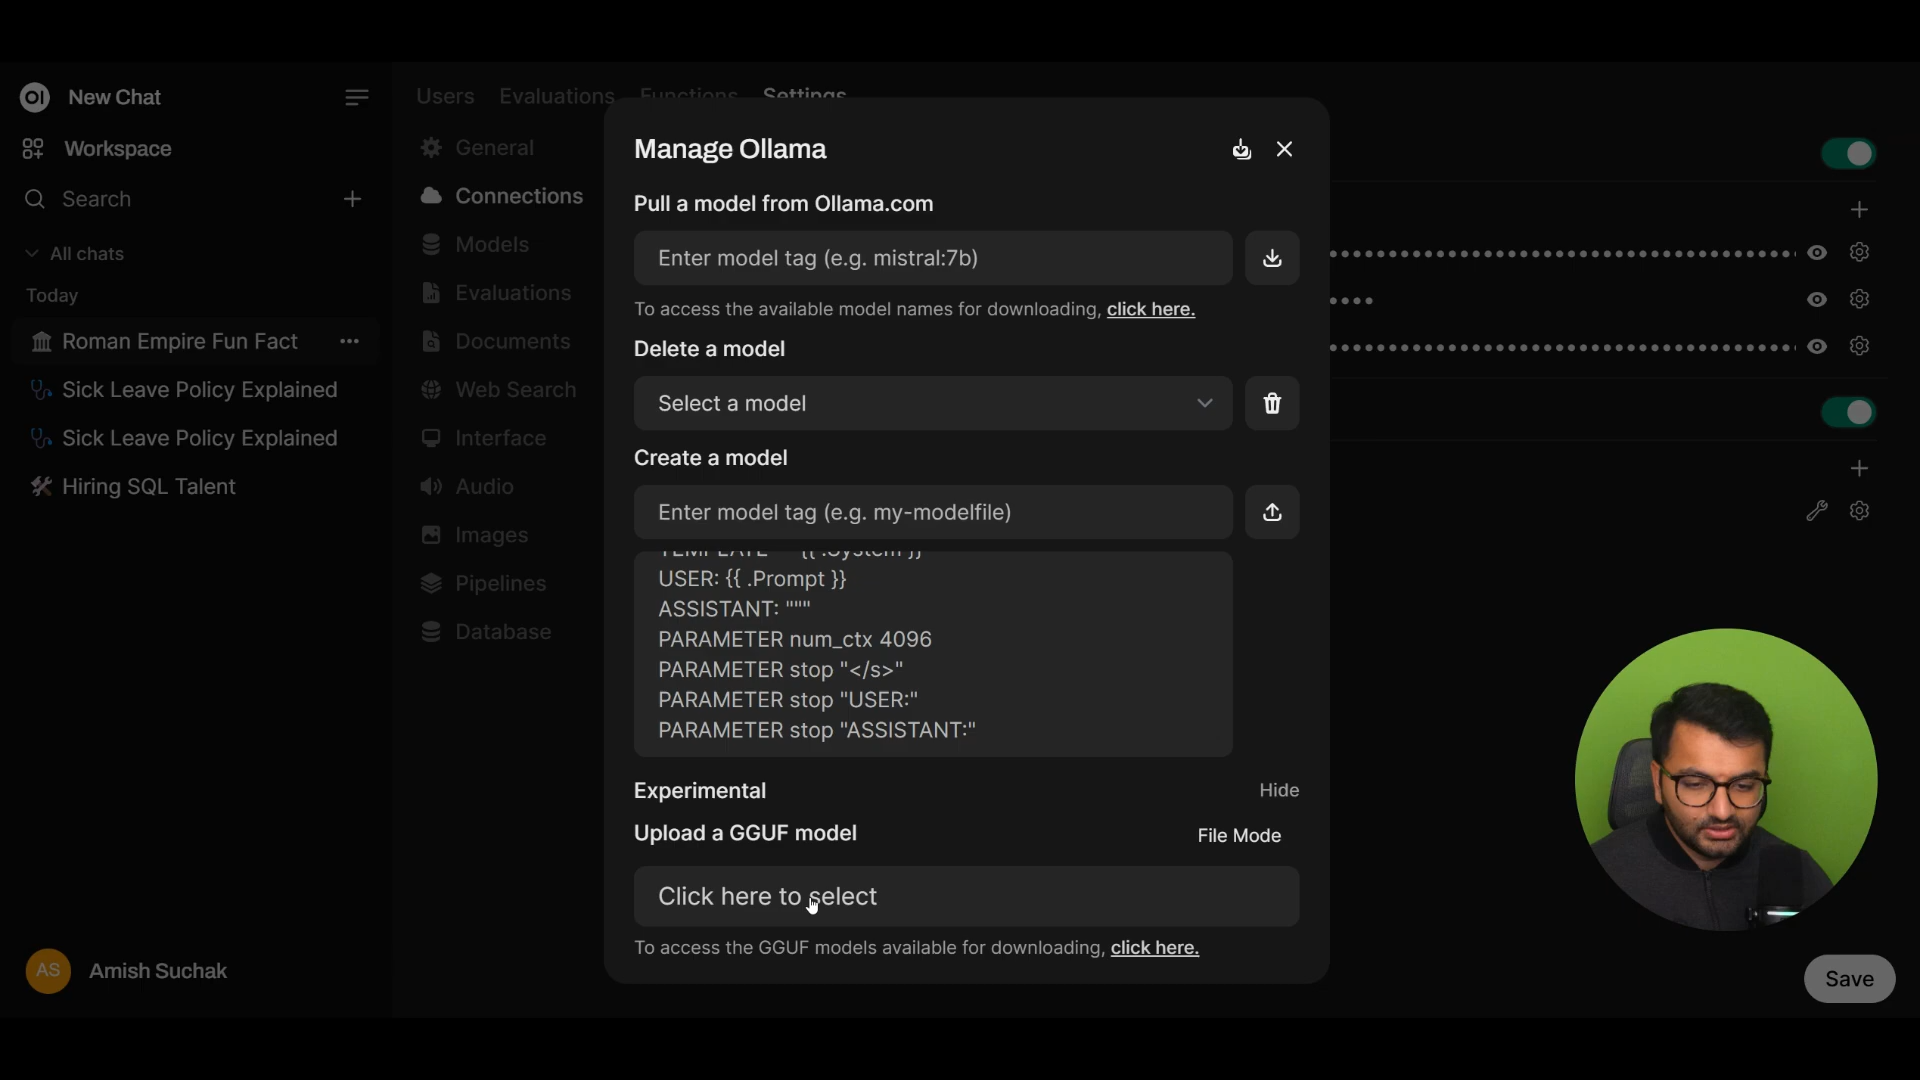 OI New Chat
Workspace
Search
All chats
Today
Roman Empire Fun Fact
Sick Leave Policy Explained
Sick Leave Policy Explained
Hiring SQL Talent
AS Amish Suchak
Users Evaluations Functions Settings
General
Connections
Models
Evaluations
Documents
Web Search
Interface
Audio
Images
Pipelines
Database
Manage Ollama
Pull a model from Ollama.com
Enter model tag (e.g. mistral:7b)
To access the available model names for downloading, click here.
Delete a model
Select a model
Create a model
Enter model tag (e.g. my-modelfile)
{{ .System }}
USER: {{ .Prompt }}
ASSISTANT: """
PARAMETER num_ctx 4096
PARAMETER stop "</s>"
PARAMETER stop "USER:"
PARAMETER stop "ASSISTANT:"
Experimental Hide
Upload a GGUF model File Mode
Click here to select
To access the GGUF models available for downloading, click here.
Save